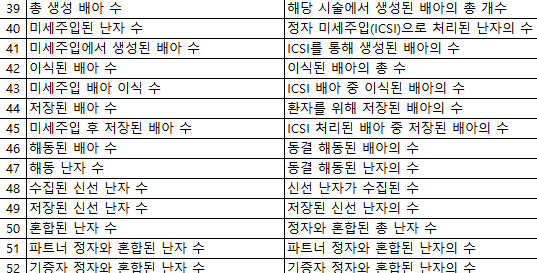 39 총 생성 배아 수 해당 시술에서 생성된 배아의 총 개수
40 미세주입된 난자 수 정자 미세주입(ICSI)으로 처리된 난자의 수
41 미세주입에서 생성된 배아 수 ICSI를 통해 생성된 배아의 수
42 이식된 배아 수 이식된 배아의 총 수
43 미세주입 배아 이식 수 ICSI 배아 중 이식된 배아의 수
44 저장된 배아 수 환자를 위해 저장된 배아의 수
45 미세주입 후 저장된 배아 수 ICSI 처리된 배아 중 저장된 배아의 수
46 해동된 배아 수 동결 해동된 배아의 수
47 해동 난자 수 동결 해동된 난자의 수
48 수집된 신선 난자 수 신선 난자가 수집된 수
49 저장된 신선 난자 수 저장된 신선 난자의 수
50 혼합된 난자 수 정자와 혼합된 총 난자 수
51 파트너 정자와 혼합된 난자 수 파트너 정자와 혼합된 난자의 수
52 기증자 정자와 혼합된 난자 수 기증자 정자와 혼합된 난자의 수